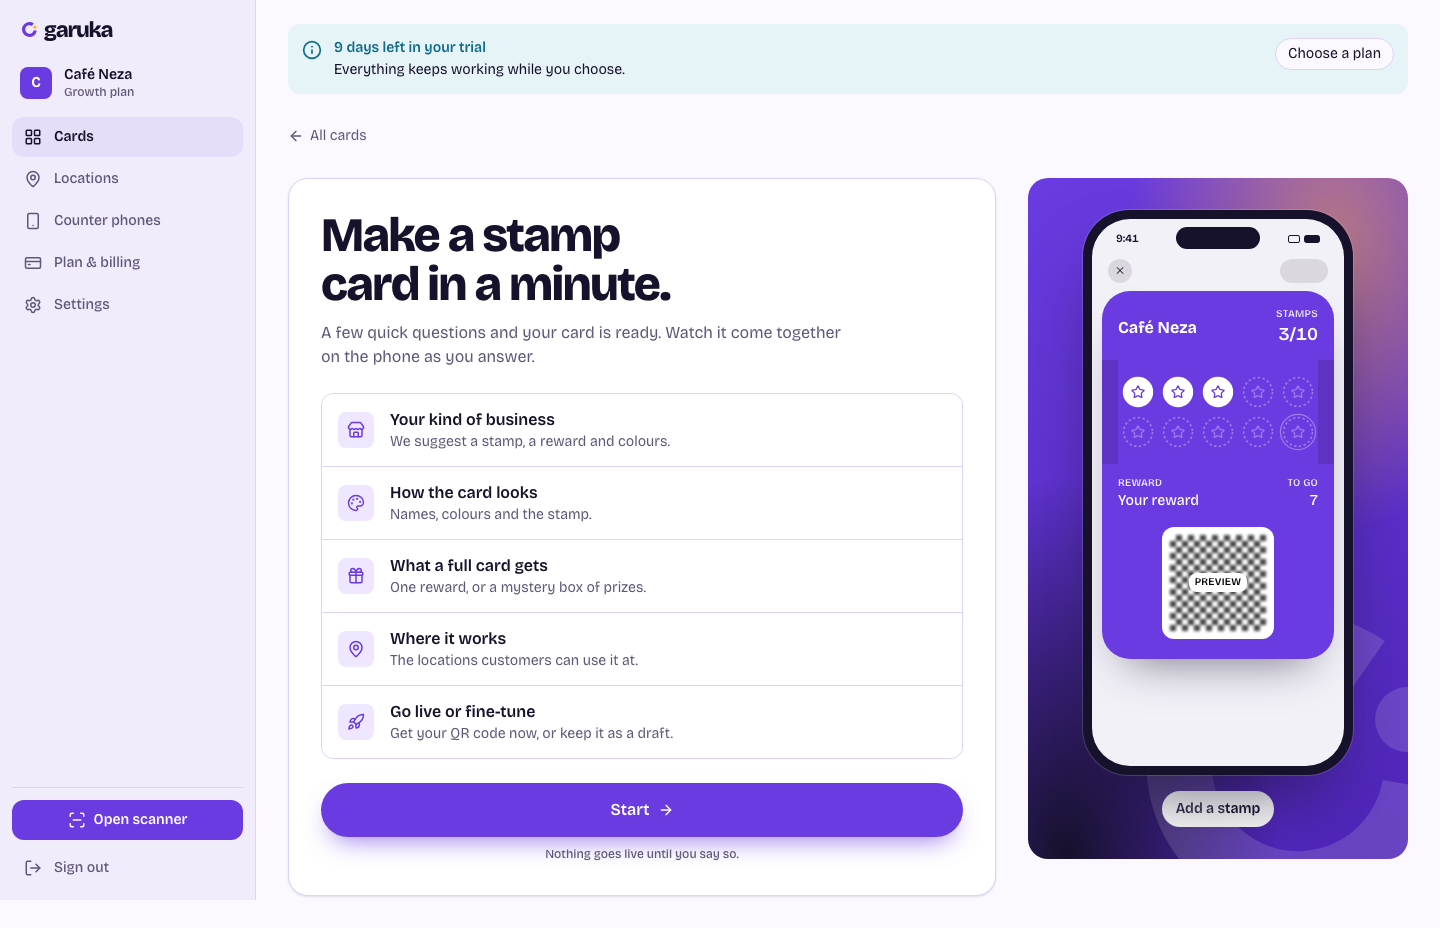 garuka
C
Café Neza
Growth plan
Cards
Locations
Counter phones
Plan & billing
Settings
Open scanner
Sign out
9 days left in your trial
Everything keeps working while you choose.
Choose a plan
All cards
Make a stamp
card in a minute.
A few quick questions and your card is ready. Watch it come together
on the phone as you answer.
Your kind of business
We suggest a stamp, a reward and colours.
How the card looks
Names, colours and the stamp.
What a full card gets
One reward, or a mystery box of prizes.
Where it works
The locations customers can use it at.
Go live or fine-tune
Get your QR code now, or keep it as a draft.
Start
Nothing goes live until you say so.
9:41
Café Neza
STAMPS
3/10
REWARD
Your reward
TO GO
7
PREVIEW
Add a stamp